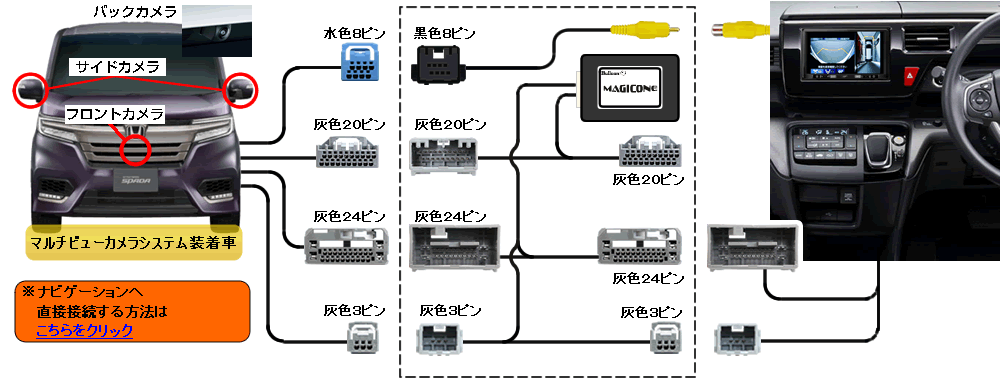 バックカメラ
サイドカメラ
フロントカメラ
SPADA
マルチビューカメラシステム装着車
※ナビゲーションへ
直接接続する方法は
こちらをクリック
水色8ピン
灰色20ピン
灰色24ピン
灰色3ピン
黒色8ピン
灰色20ピン
灰色24ピン
灰色3ピン
MAGICONE
灰色20ピン
灰色24ピン
灰色3ピン